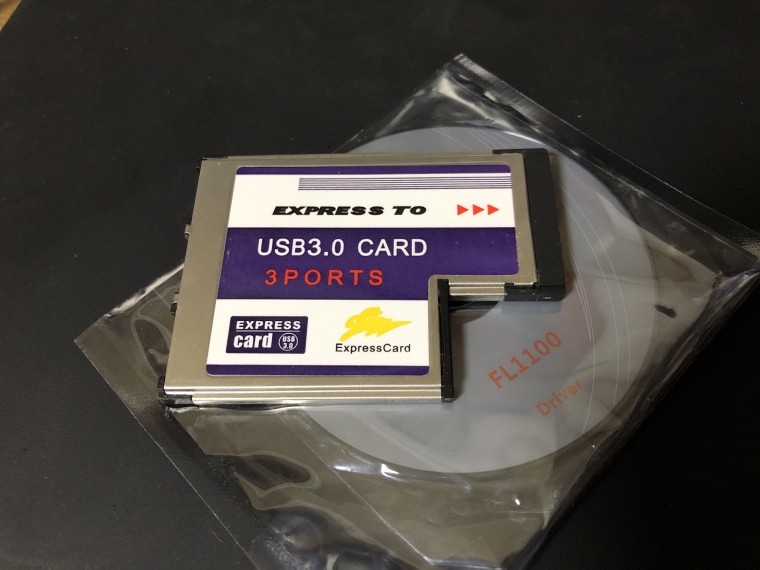 EXPRESS TO
USB3.0 CARD
3PORTS
EXPRESS
card USB 3.0
ExpressCard
FL1100
Driver